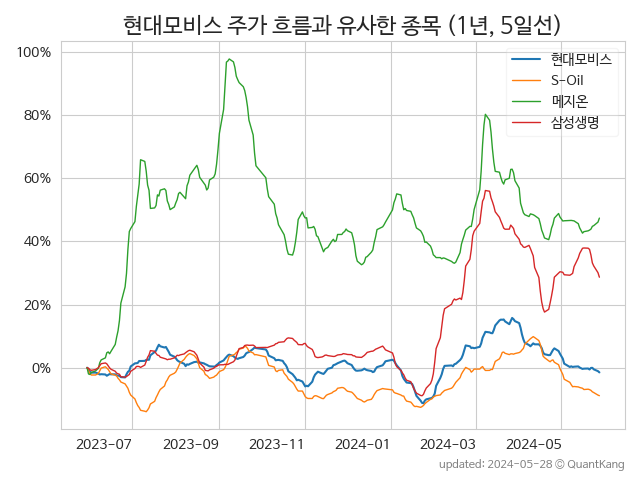 현대모비스 주가 흐름과 유사한 종목 (1년, 5일선)
100%
80%
60%
40%
20%
0%
현대모비스
S-Oil
메지온
삼성생명
2023-07 2023-09 2023-11 2024-01 2024-03 2024-05
updated: 2024-05-28 © QuantKang